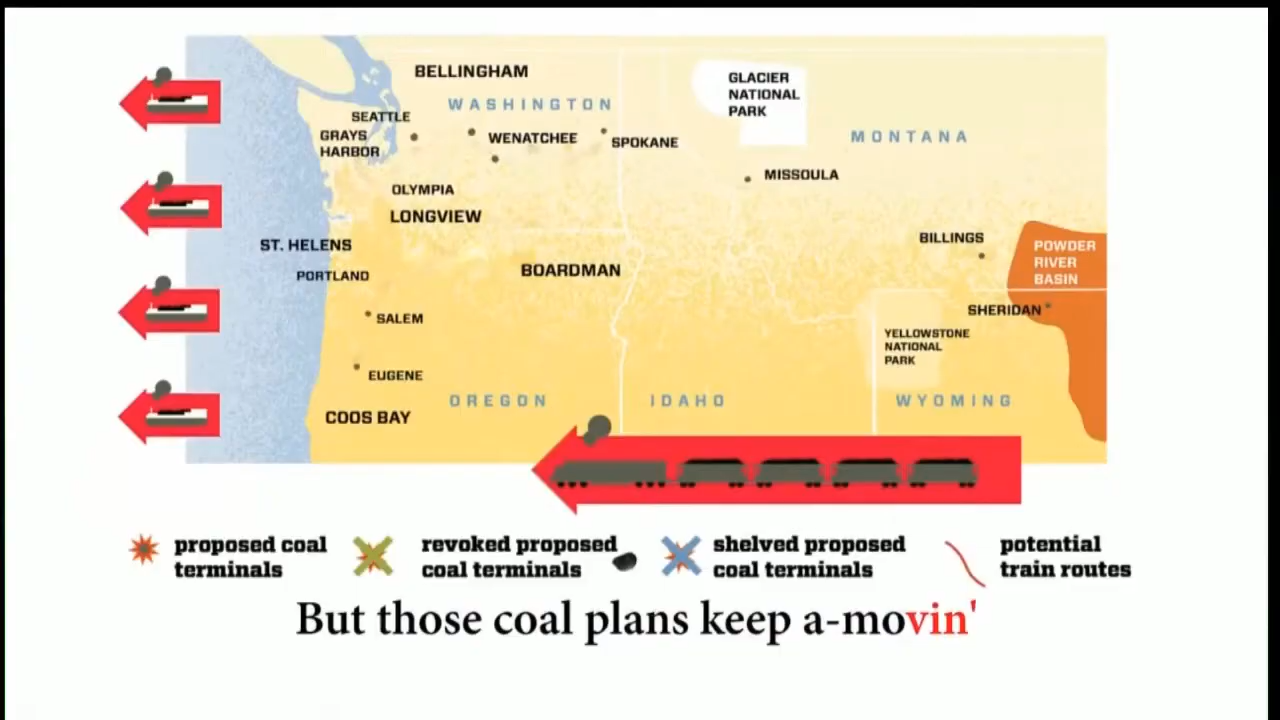 BELLINGHAM
WASHINGTON
GLACIER
NATIONAL
PARK
MONTANA
SEATTLE
GRAYS
HARBOR
WENATCHEE
SPOKANE
MISSOULA
OLYMPIA
LONGVIEW
ST. HELENS
PORTLAND
BOARDMAN
BILLINGS
POWDER
RIVER
BASIN
SHERIDAN
SALEM
YELLOWSTONE
NATIONAL
PARK
EUGENE
COOS BAY
OREGON
IDAHO
WYOMING
proposed coal
terminals
revoked proposed
coal terminals
shelved proposed
coal terminals
potential
train routes
But those coal plans keep a-movin'